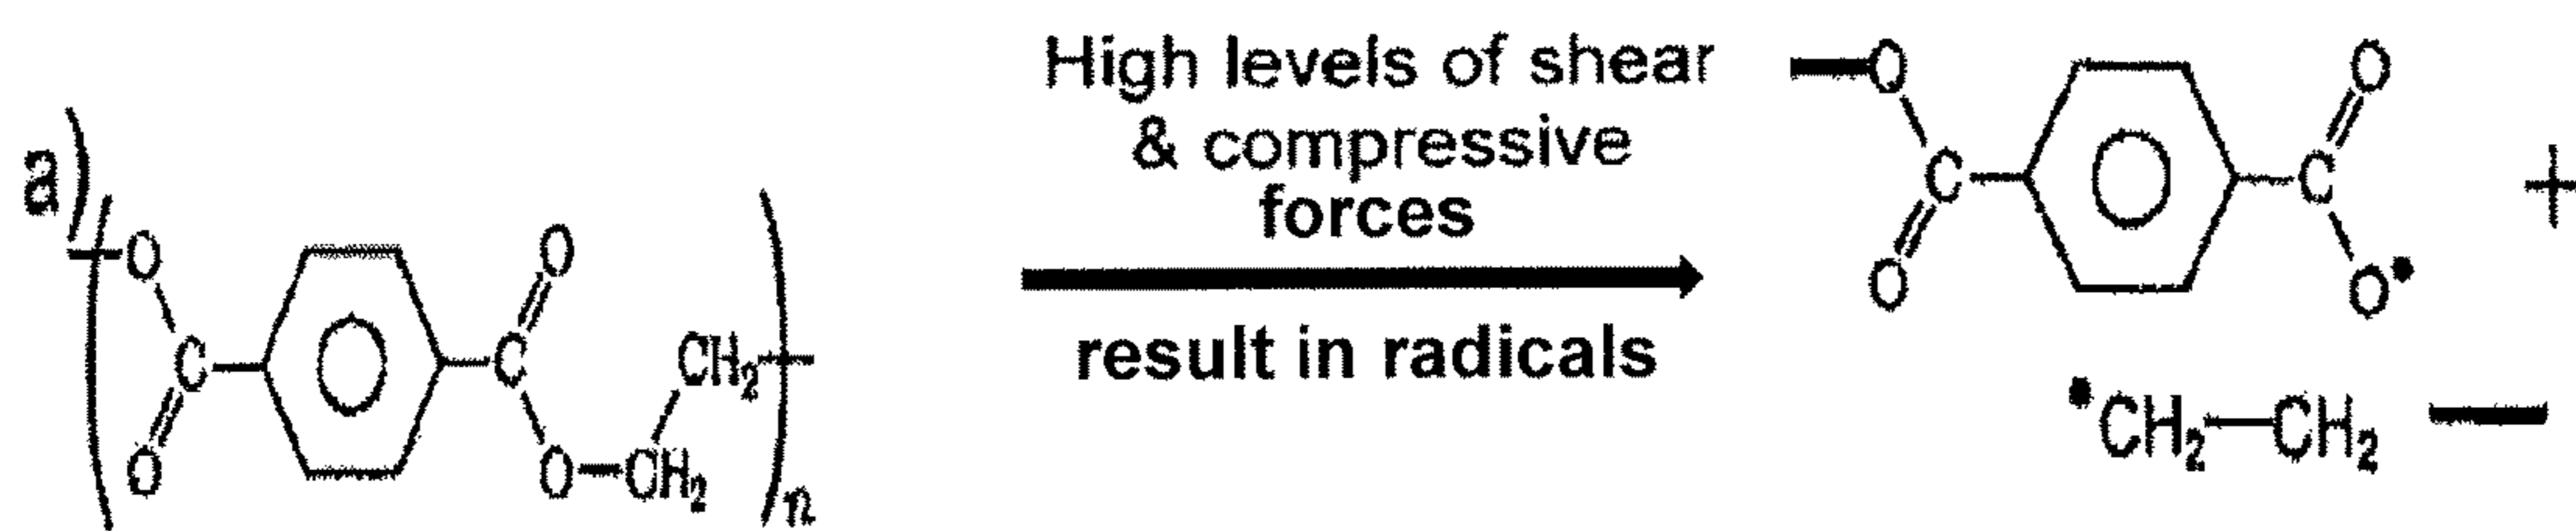 a)
O
O
C
C
CH2
O
O
CH2
n
High levels of shear
& compressive
forces
result in radicals
O
O
C
C
O
O•
+
•CH2
CH2